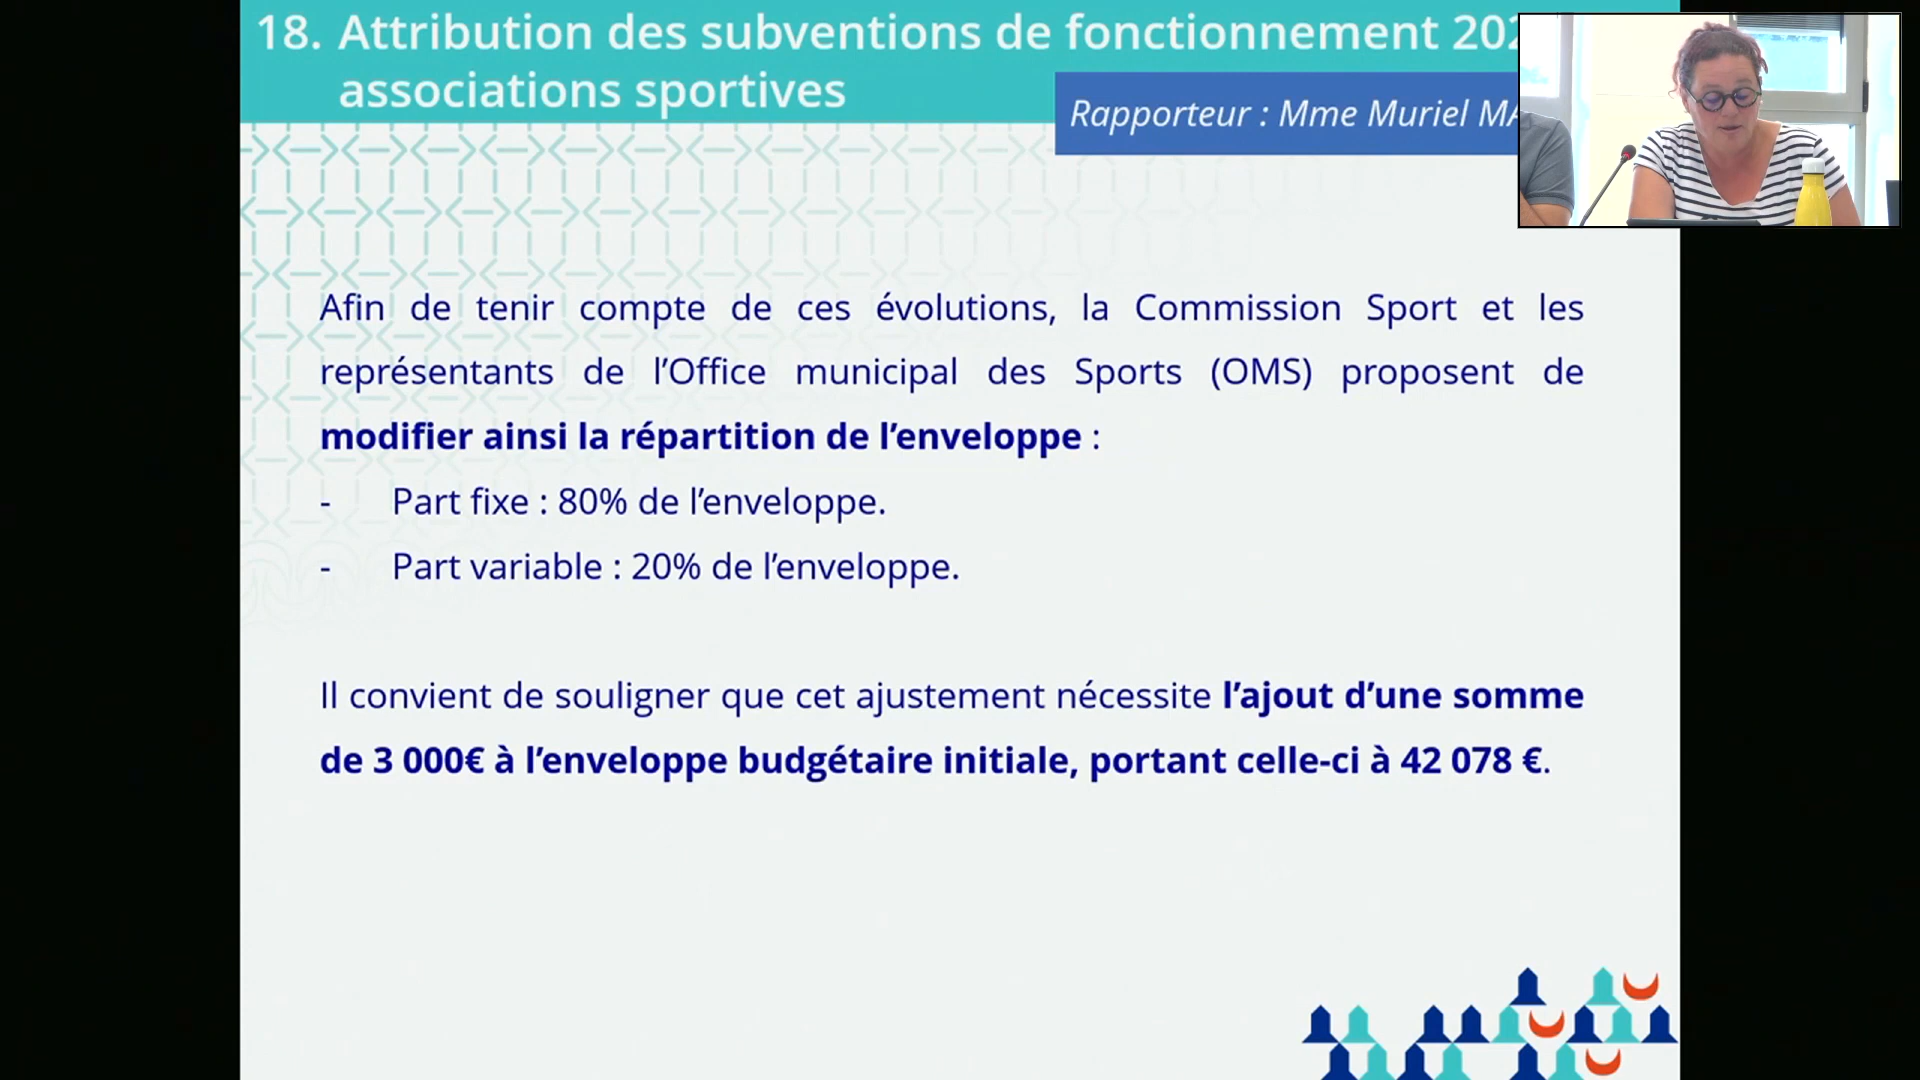 18. Attribution des subventions de fonctionnement
associations sportives
Rapporteur : Mme Muriel
Afin de tenir compte de ces évolutions, la Commission Sport et les
représentants de l’Office municipal des Sports (OMS) proposent de
modifier ainsi la répartition de l’enveloppe :
- Part fixe : 80% de l’enveloppe.
- Part variable : 20% de l’enveloppe.
Il convient de souligner que cet ajustement nécessite l’ajout d’une somme
de 3 000€ à l’enveloppe budgétaire initiale, portant celle-ci à 42 078 €.